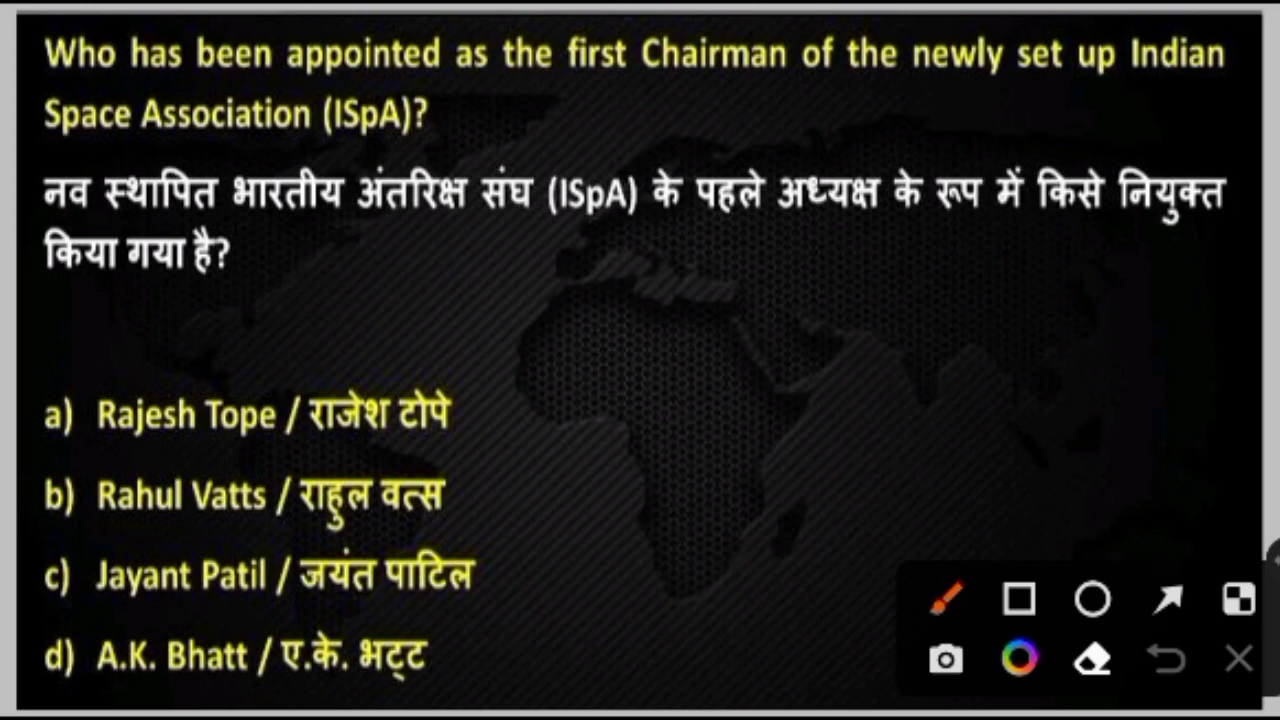 Who has been appointed as the first Chairman of the newly set up Indian
Space Association (ISpA)?
नव स्थापित भारतीय अंतरिक्ष संघ (ISpA) के पहले अध्यक्ष के रूप में किसे नियुक्त
किया गया है?
a) Rajesh Tope / राजेश टोपे
b) Rahul Vatts / राहुल वत्स
c) Jayant Patil / जयंत पाटिल
d) A.K. Bhatt / ए.के. भट्ट